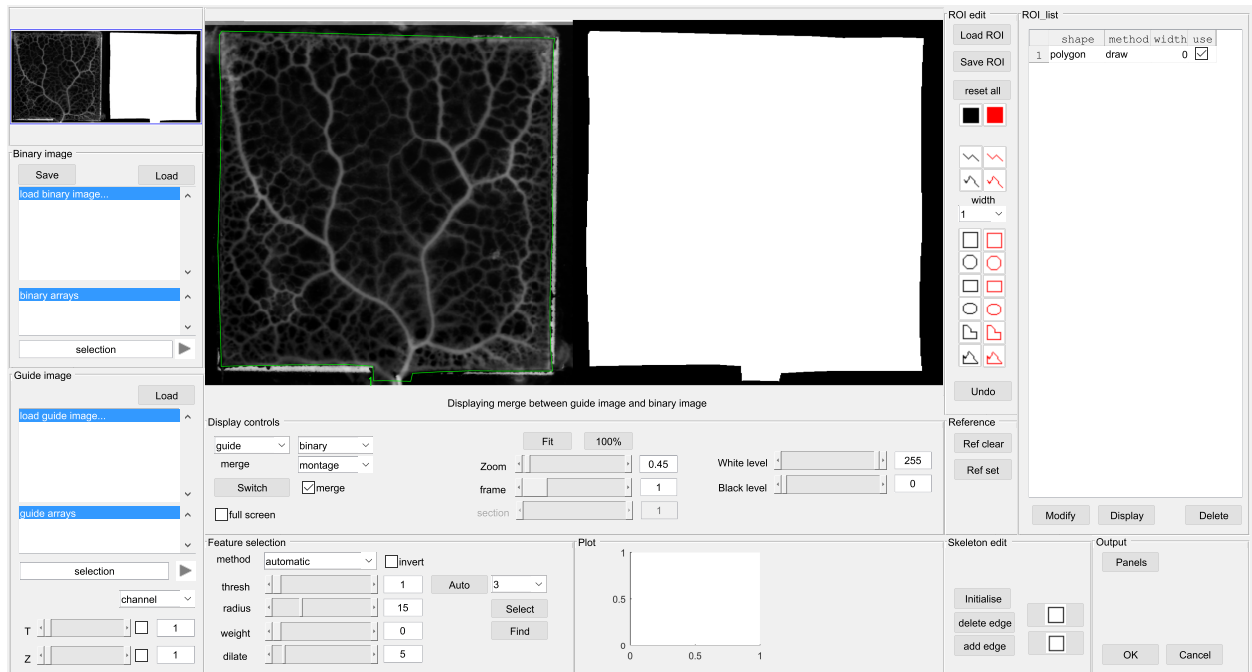 Binary image
Save Load
load binary image...
binary arrays
selection
Guide image
Load
load guide image...
guide arrays
selection
channel
T 1
Z 1
Displaying merge between guide image and binary image
Display controls
guide binary
merge montage
Switch merge
full screen
Fit 100%
Zoom 0.45
frame 1
section 1
White level 255
Black level 0
Feature selection
method automatic invert
thresh 1 Auto 3
radius 15 Select
weight 0 Find
dilate 5
Plot
1
0.5
0
0 0.5 1
ROI edit
Load ROI
Save ROI
reset all
width
1
Undo
Reference
Ref clear
Ref set
ROI_list
shape method width use
1 polygon draw 0
Modify Display Delete
Skeleton edit
Initialise
delete edge
add edge
Output
Panels
OK Cancel